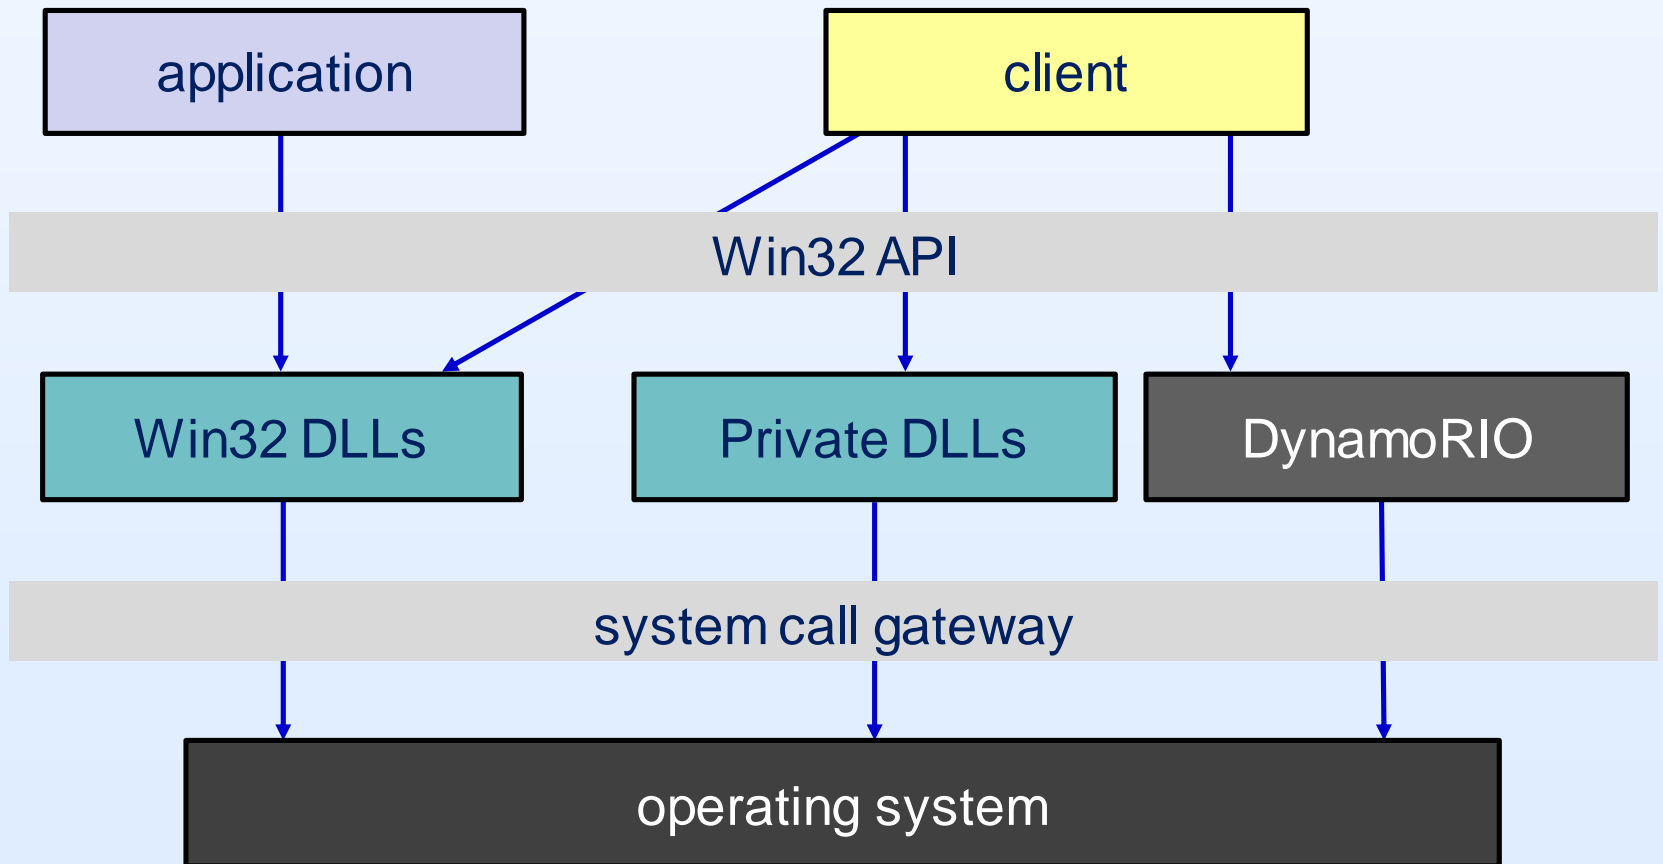 application
client
Win32 API
Win32 DLLs
Private DLLs
DynamoRIO
system call gateway
operating system